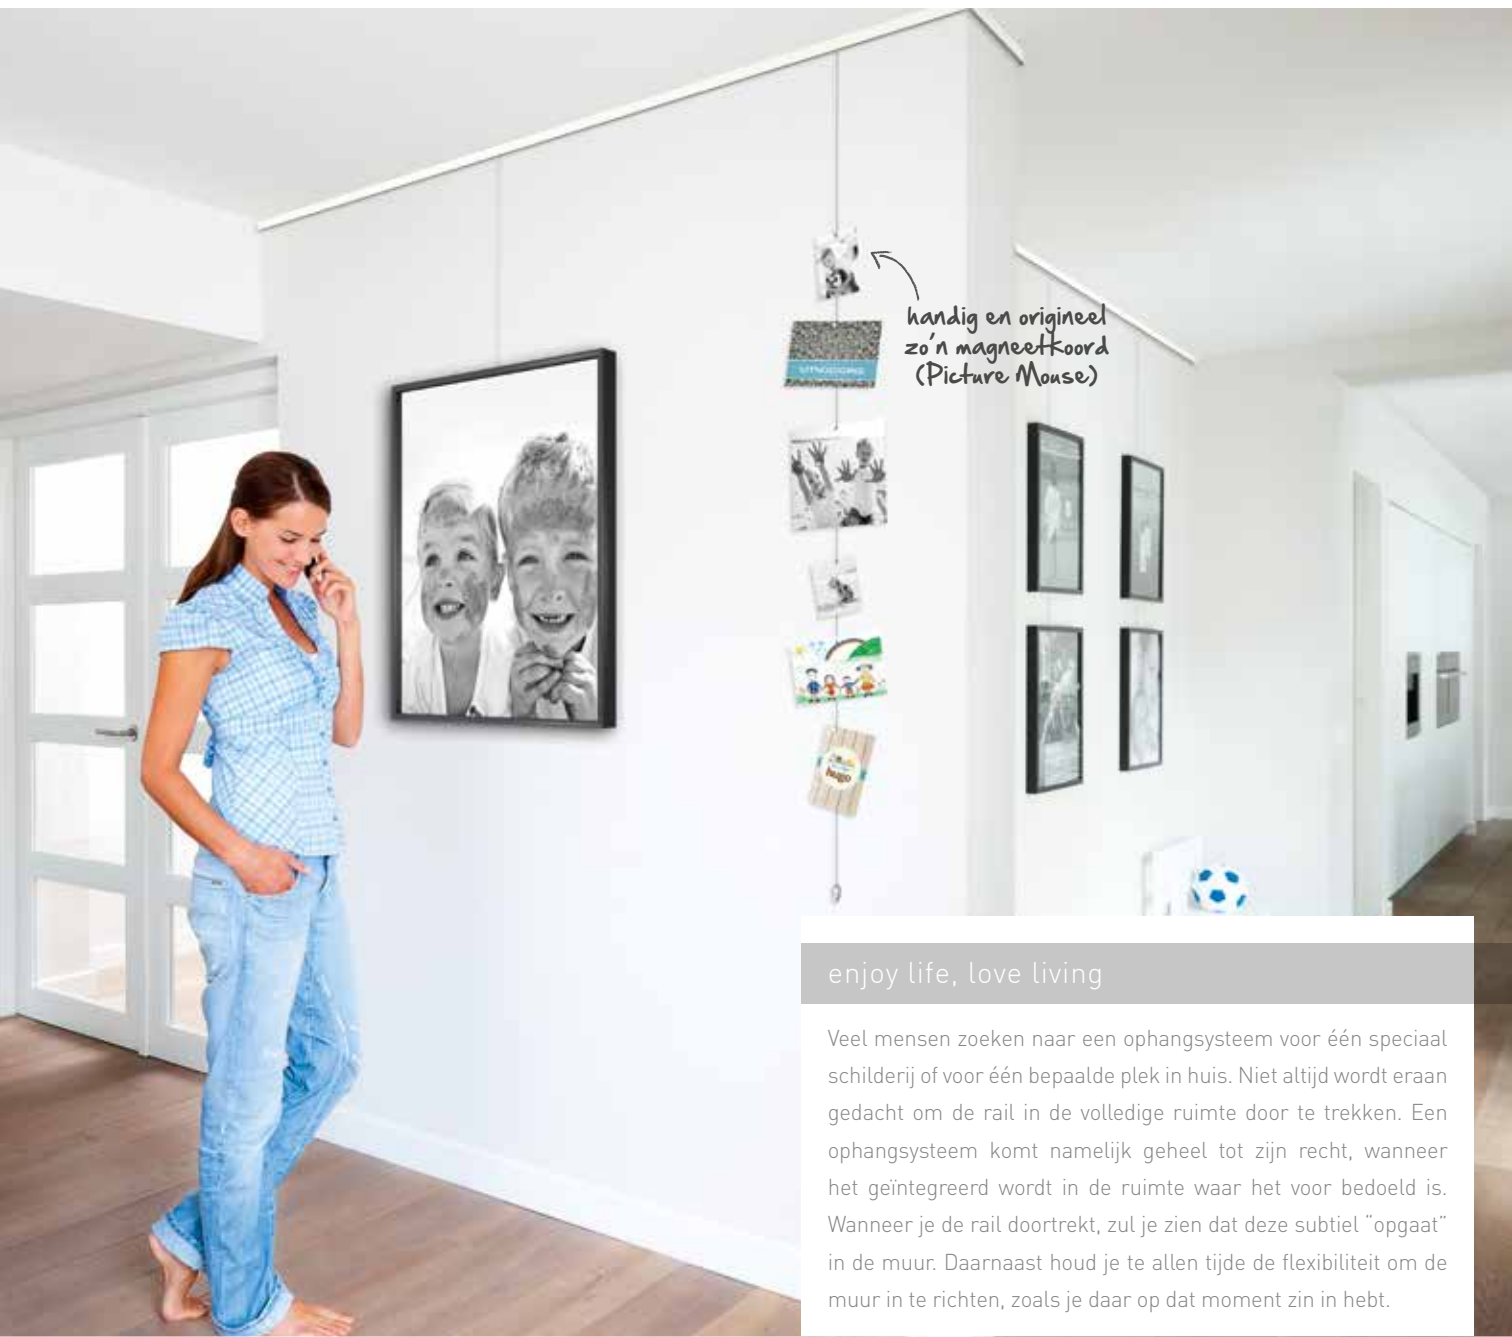 handig en origineel
zo'n magneetkoord
(Picture Mouse)
UITNODIGING
hugo
enjoy life, love living
Veel mensen zoeken naar een ophangsysteem voor één speciaal
schilderij of voor één bepaalde plek in huis. Niet altijd wordt eraan
gedacht om de rail in de volledige ruimte door te trekken. Een
ophangsysteem komt namelijk geheel tot zijn recht, wanneer
het geïntegreerd wordt in de ruimte waar het voor bedoeld is.
Wanneer je de rail doortrekt, zul je zien dat deze subtiel “opgaat”
in de muur. Daarnaast houd je te allen tijde de flexibiliteit om de
muur in te richten, zoals je daar op dat moment zin in hebt.